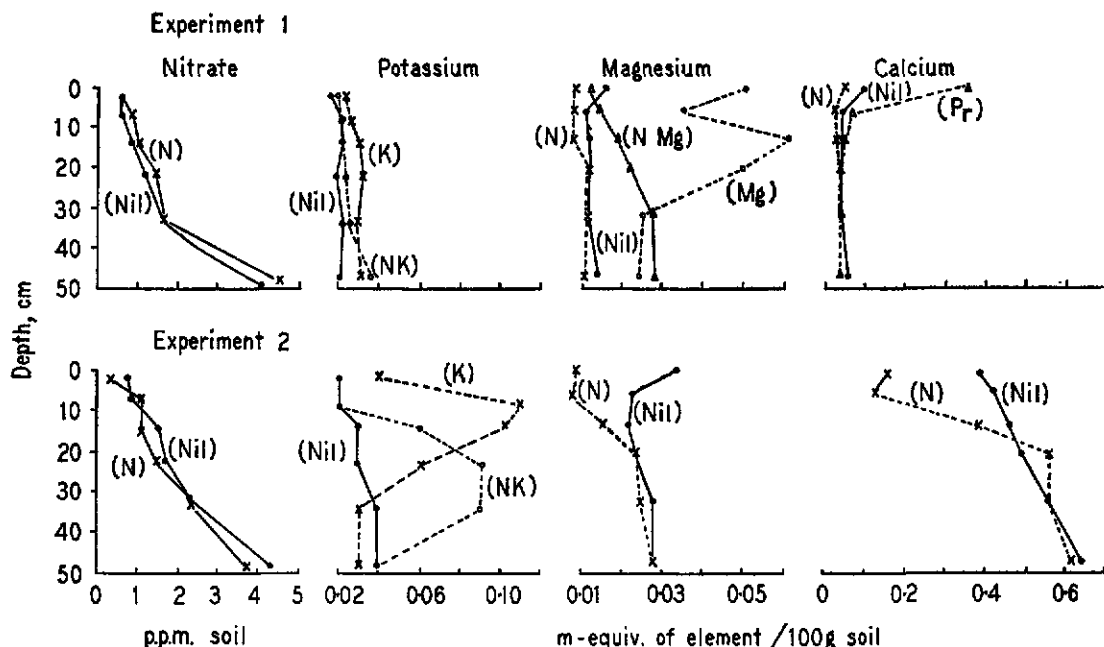 Experiment 1
Nitrate Potassium Magnesium Calcium
0
10
20
30
40
50
(N)
(Nil)
(Nil)
(K)
(NK)
(N)
(N Mg)
(Mg)
(Nil)
(N)
(Nil)
(Pr)
Depth, cm
Experiment 2
0
10
20
30
40
50
(N)
(Nil)
(K)
(Nil)
(NK)
(N)
(Nil)
(N)
(Nil)
0 1 2 3 4 5 0·02 0·06 0·10 0·01 0·03 0·05 0 0·2 0·4 0·6
p.p.m. soil m-equiv. of element /100g soil